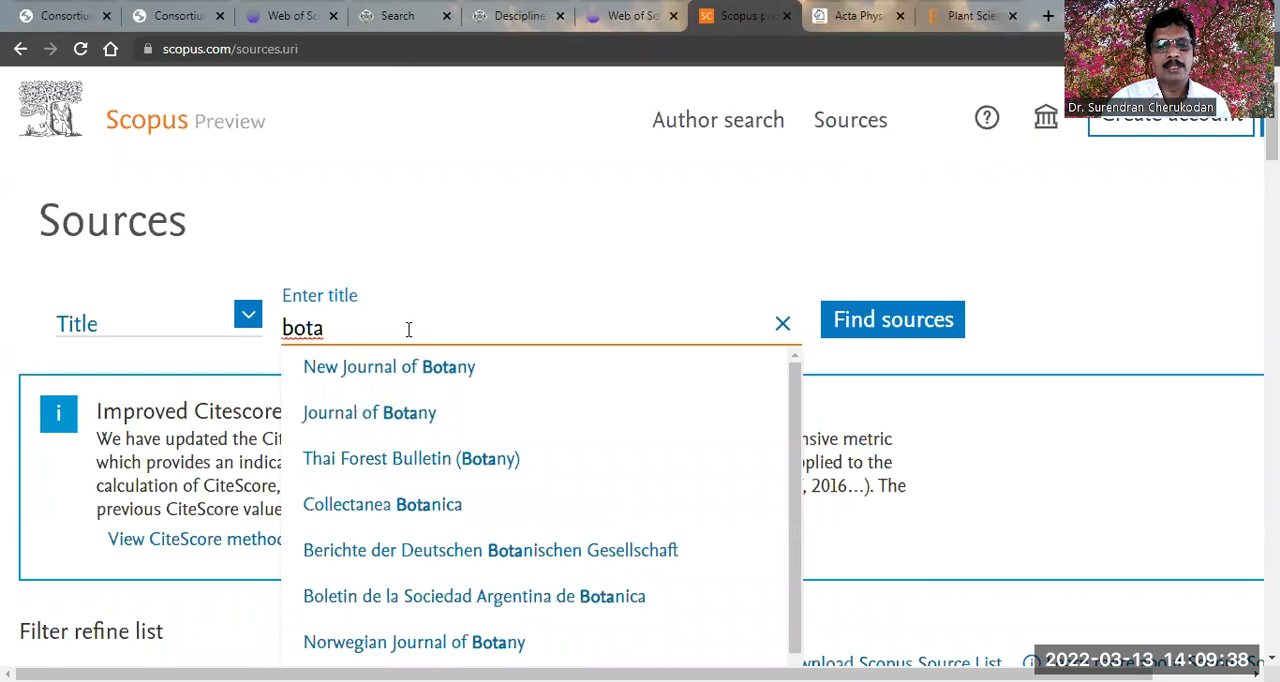 Consortiu
Consortiu
Web of Sc
Search
Descipline
Web of Sc
SC
Scopus pr
Acta Phys
Plant Scie
scopus.com/sources.uri
Dr. Surendran Cherukodan
Scopus Preview
Author search
Sources
Create account
Sources
Enter title
Title
bota
Find sources
New Journal of Botany
Journal of Botany
Thai Forest Bulletin (Botany)
Collectanea Botanica
Berichte der Deutschen Botanischen Gesellschaft
Boletin de la Sociedad Argentina de Botanica
Norwegian Journal of Botany
i
Improved Citescore
We have updated the Cit
nsive metric
which provides an indica
pplied to the
calculation of CiteScore,
, 2016...). The
previous CiteScore value
View CiteScore method
Filter refine list
wnload Scopus Source List
2022-03-13 14:09:38